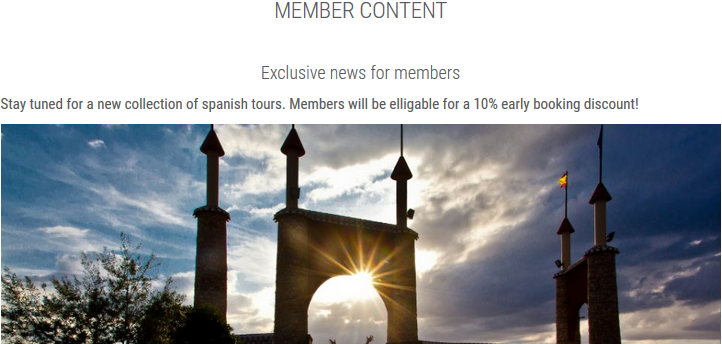 MEMBER CONTENT
Exclusive news for members
Stay tuned for a new collection of spanish tours. Members will be elligable for a 10% early booking discount!